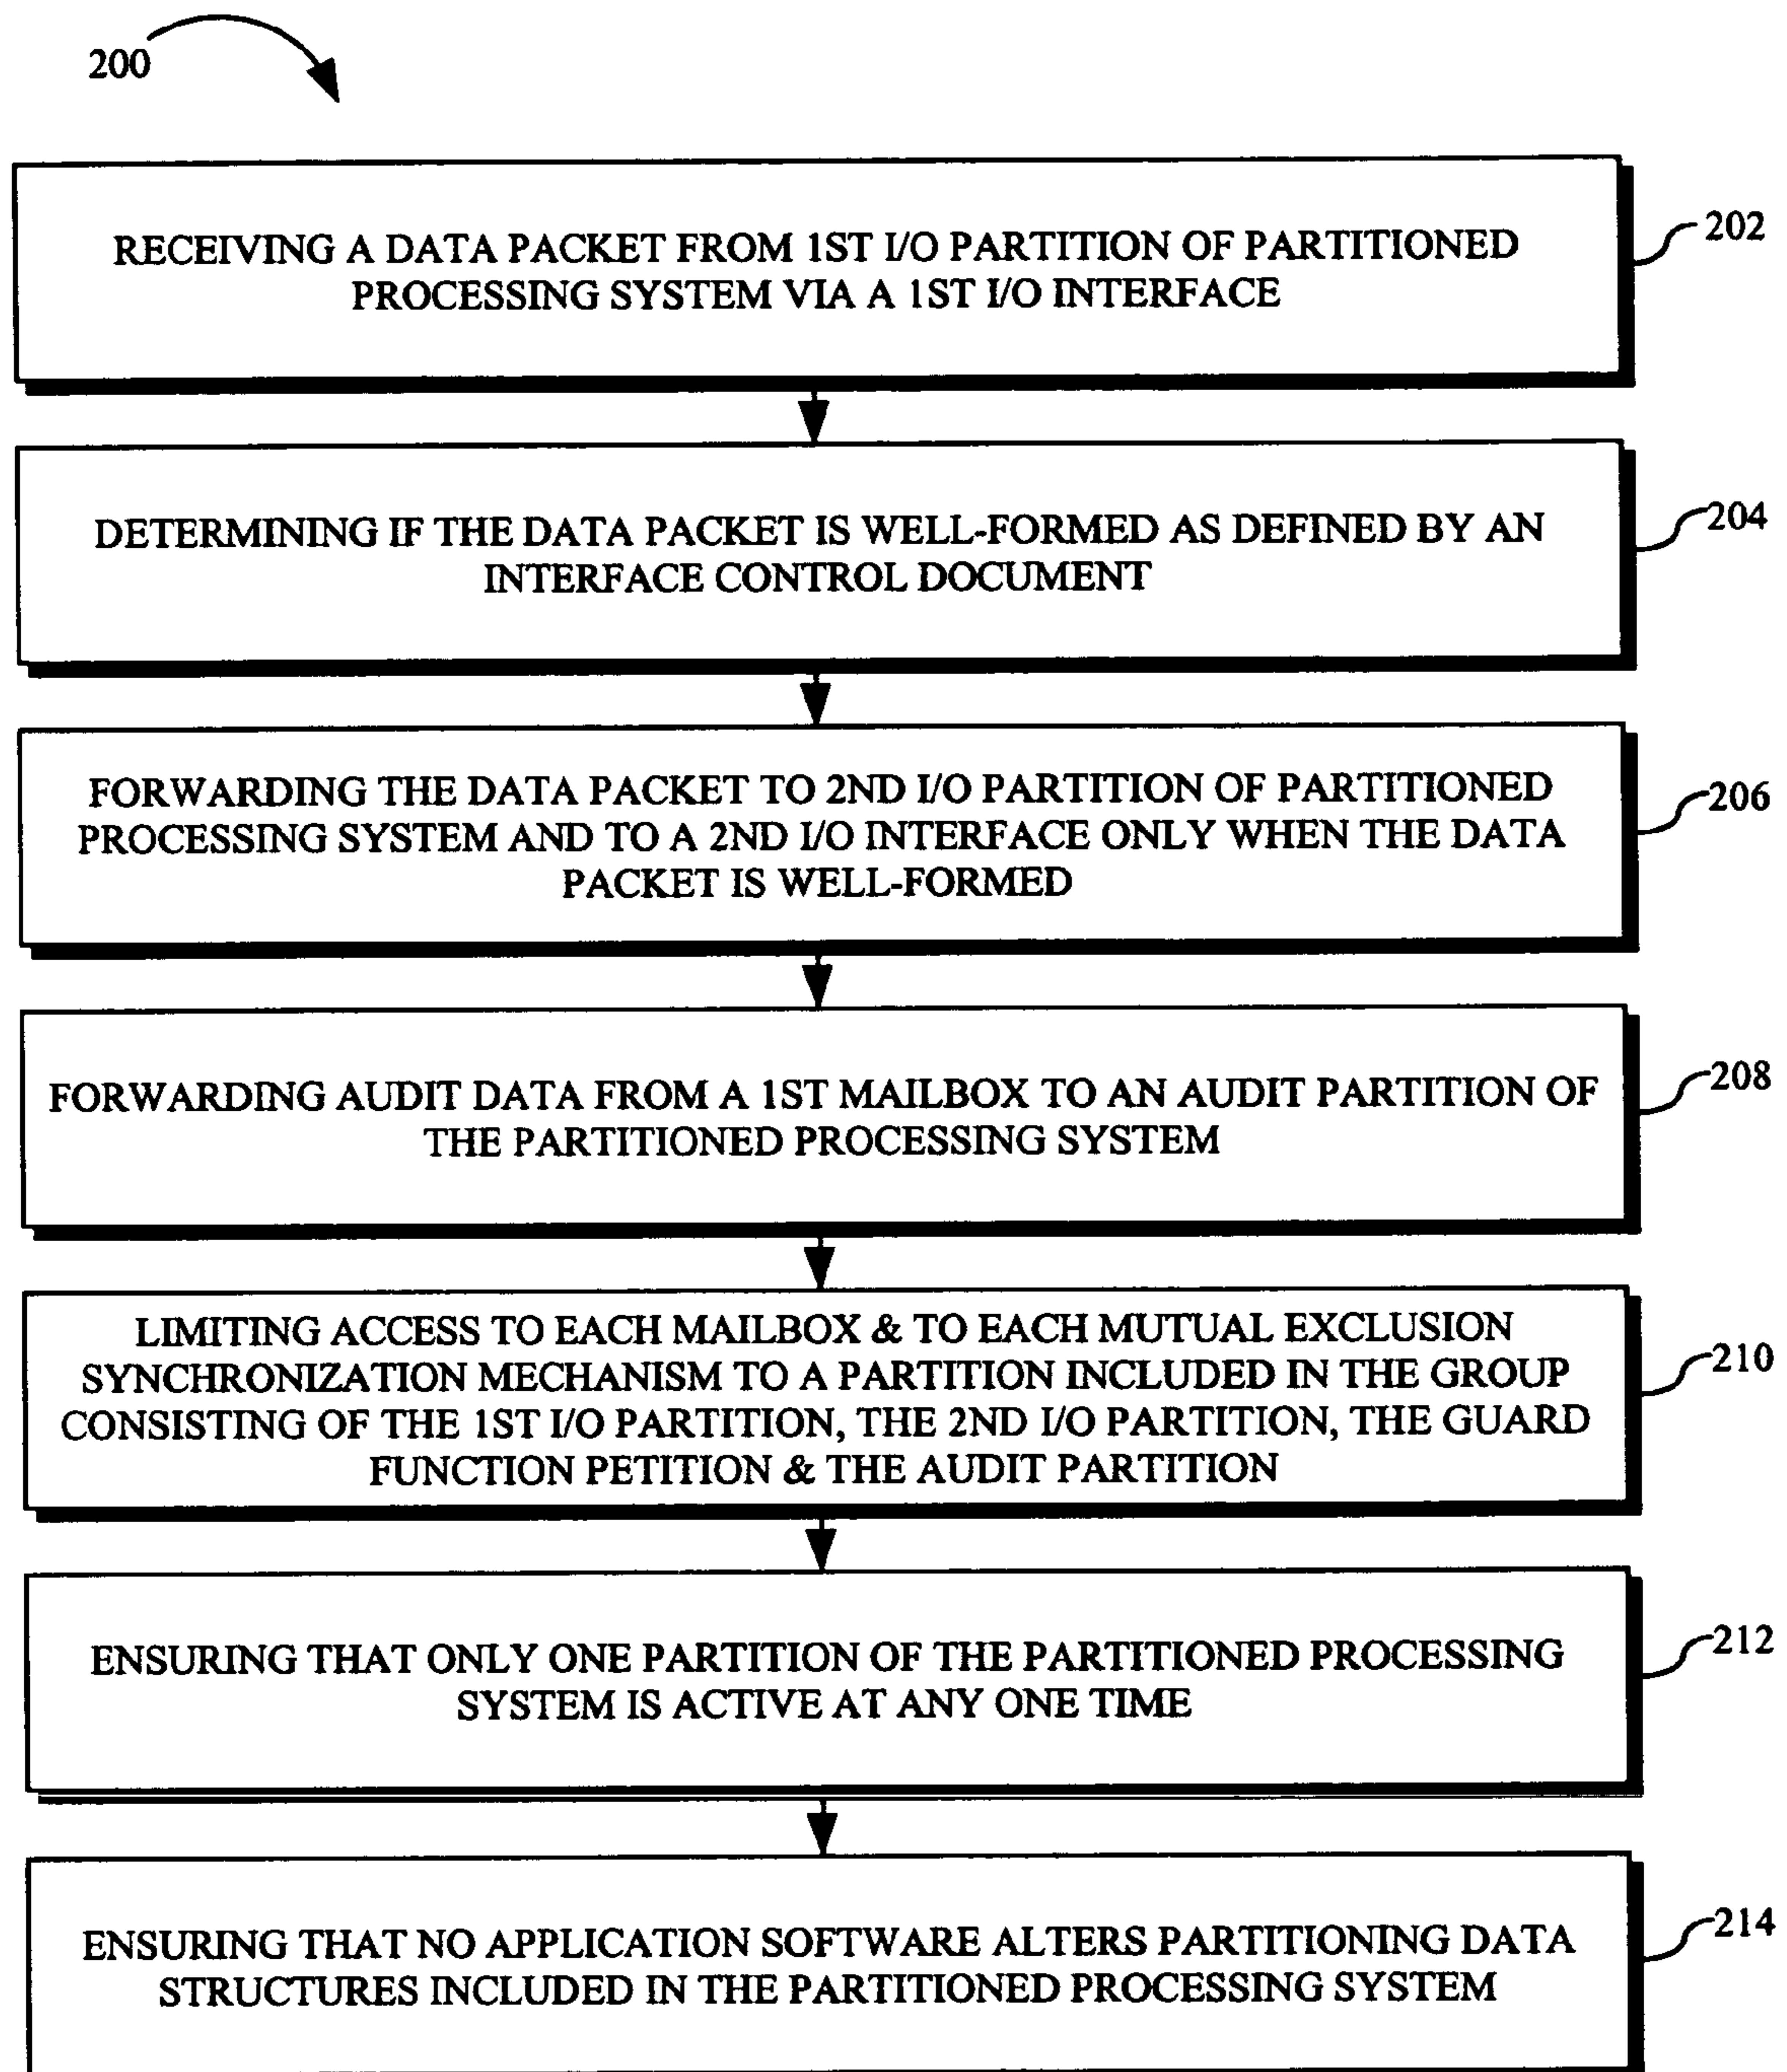 200
RECEIVING A DATA PACKET FROM 1ST I/O PARTITION OF PARTITIONED
PROCESSING SYSTEM VIA A 1ST I/O INTERFACE
202
DETERMINING IF THE DATA PACKET IS WELL-FORMED AS DEFINED BY AN
INTERFACE CONTROL DOCUMENT
204
FORWARDING THE DATA PACKET TO 2ND I/O PARTITION OF PARTITIONED
PROCESSING SYSTEM AND TO A 2ND I/O INTERFACE ONLY WHEN THE DATA
PACKET IS WELL-FORMED
206
FORWARDING AUDIT DATA FROM A 1ST MAILBOX TO AN AUDIT PARTITION OF
THE PARTITIONED PROCESSING SYSTEM
208
LIMITING ACCESS TO EACH MAILBOX & TO EACH MUTUAL EXCLUSION
SYNCHRONIZATION MECHANISM TO A PARTITION INCLUDED IN THE GROUP
CONSISTING OF THE 1ST I/O PARTITION, THE 2ND I/O PARTITION, THE GUARD
FUNCTION PETITION & THE AUDIT PARTITION
210
ENSURING THAT ONLY ONE PARTITION OF THE PARTITIONED PROCESSING
SYSTEM IS ACTIVE AT ANY ONE TIME
212
ENSURING THAT NO APPLICATION SOFTWARE ALTERS PARTITIONING DATA
STRUCTURES INCLUDED IN THE PARTITIONED PROCESSING SYSTEM
214